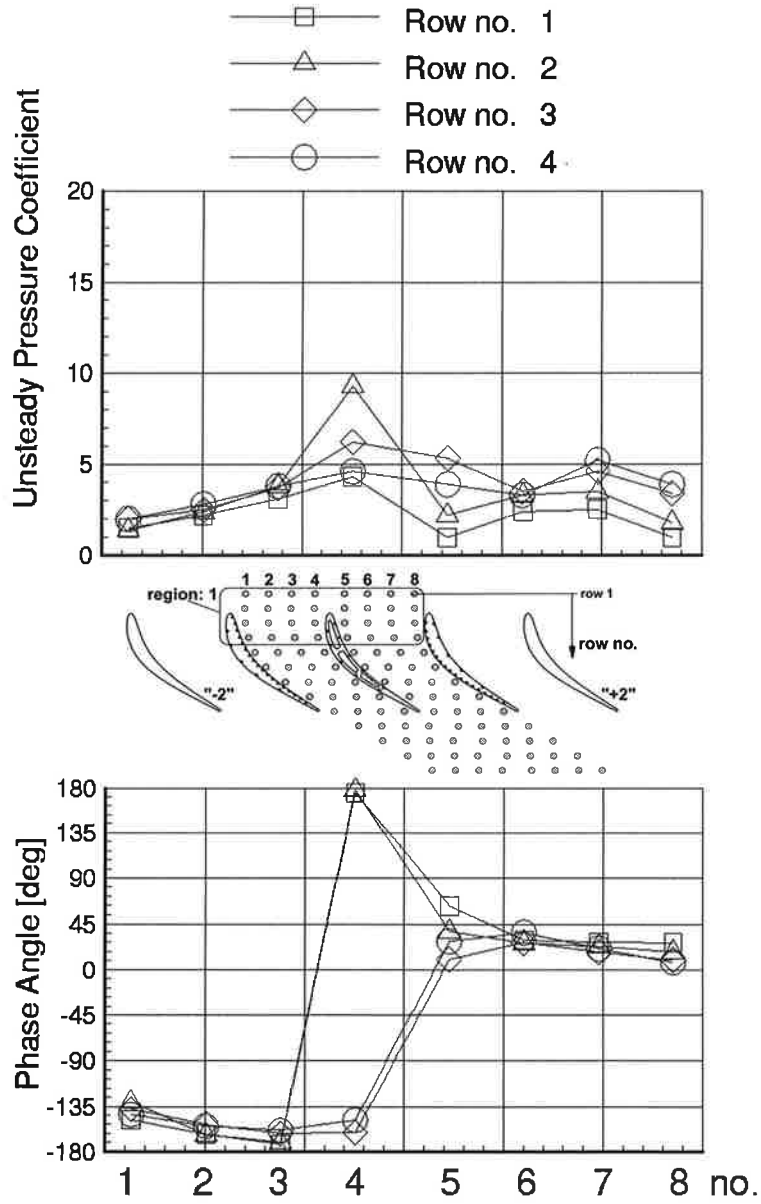 Row no. 1
Row no. 2
Row no. 3
Row no. 4
Unsteady Pressure Coefficient
20
15
10
5
0
1 2 3 4 5 6 7 8
region: 1
row 1
row no.
"-2"
"+2"
Phase Angle [deg]
180
135
90
45
0
-45
-90
-135
-180
1 2 3 4 5 6 7 8 no.